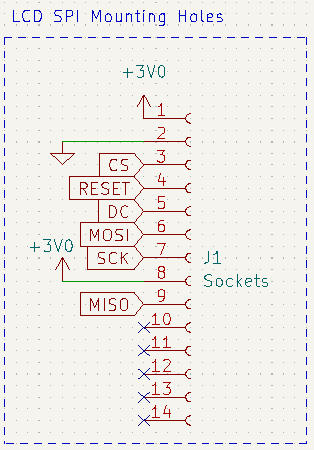 LCD SPI Mounting Holes
+3V0
1
2
CS 3
RESET 4
DC 5
MOSI 6
SCK 7 J1
+3V0 8 Sockets
MISO 9
10
11
12
13
14